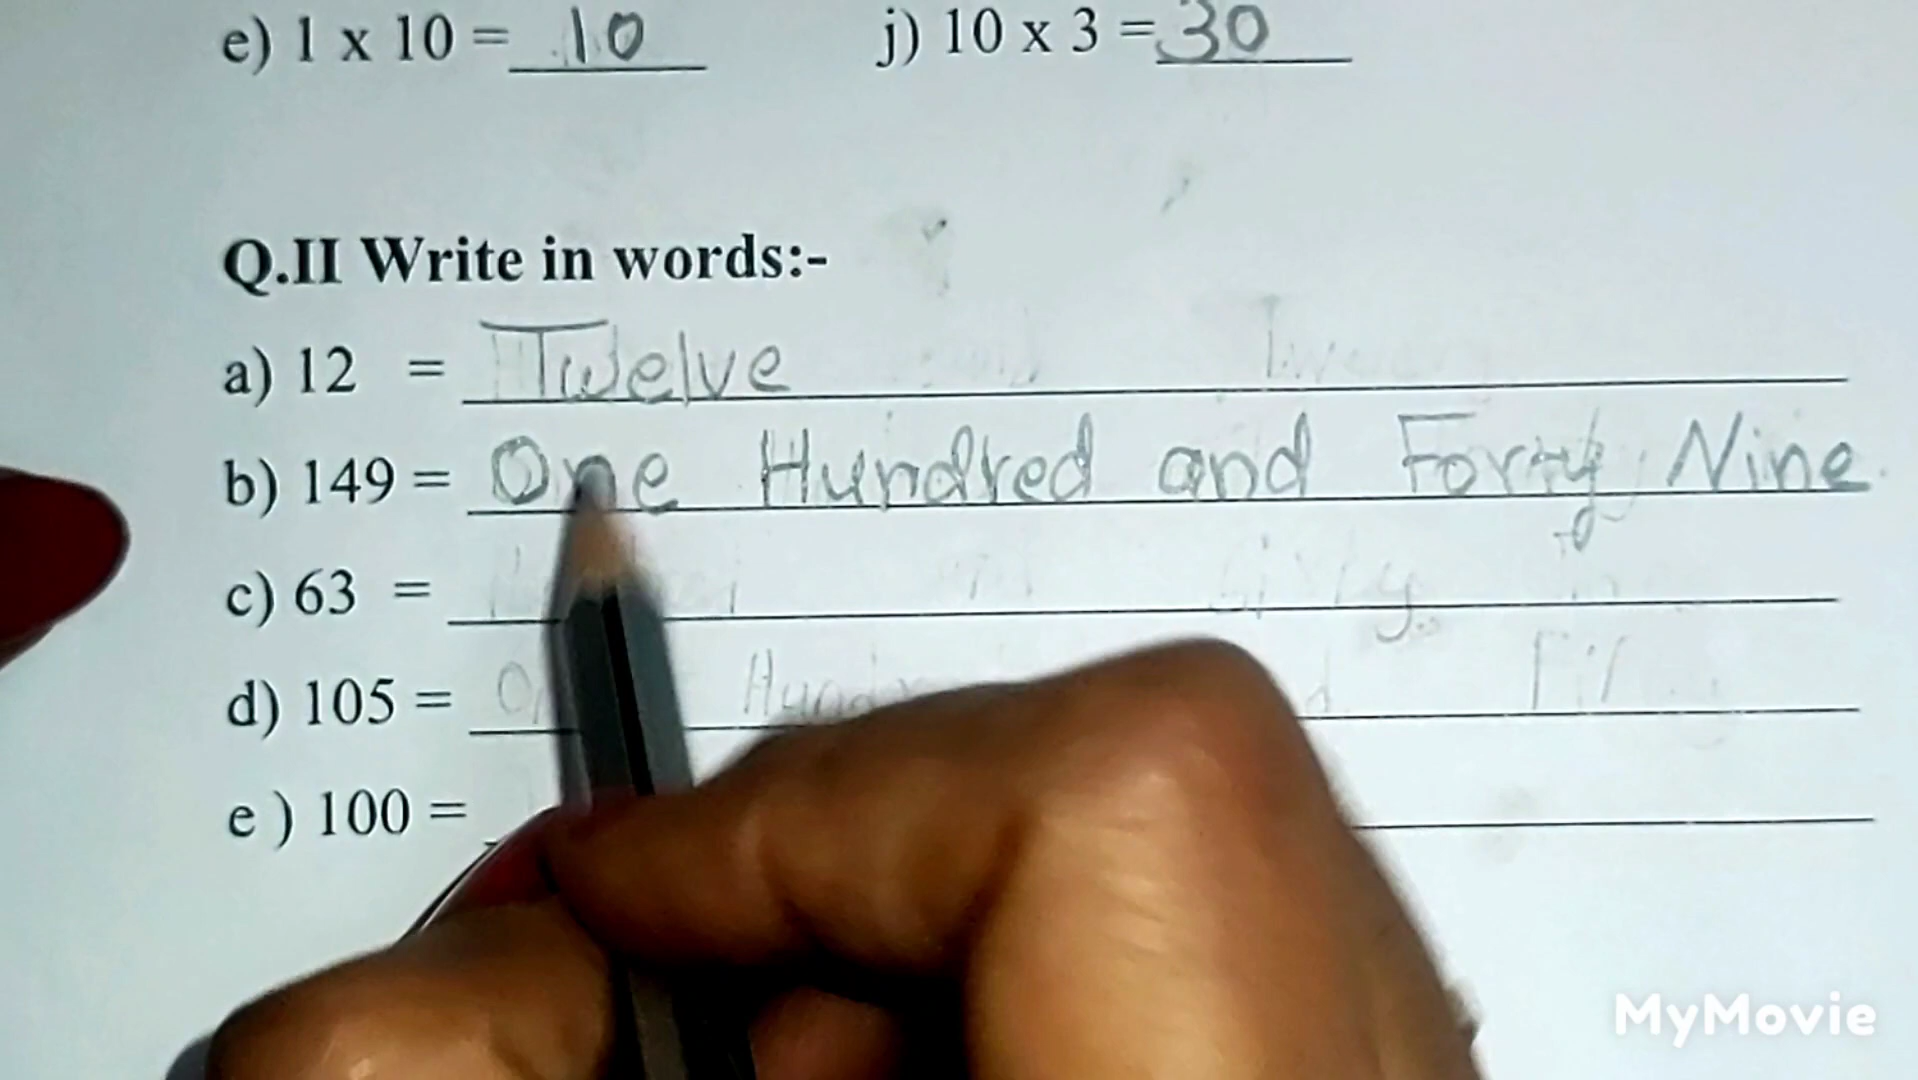 e) 1 x 10 = 10 j) 10 x 3 = 30
Q.II Write in words:-
a) 12 = Twelve
b) 149 = One Hundred and Forty Nine
c) 63 =
d) 105 =
e ) 100 =
MyMovie